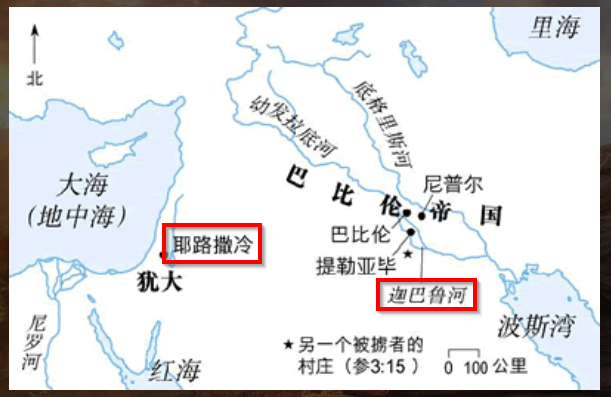 里海
北
底格里斯河
幼发拉底河
大海
(地中海)
巴比伦帝国
尼普尔
巴比伦
提勒亚毕
耶路撒冷
犹大
迦巴鲁河
波斯湾
尼罗河
红海
★另一个被掳者的
村庄(参3:15)
0 100 公里